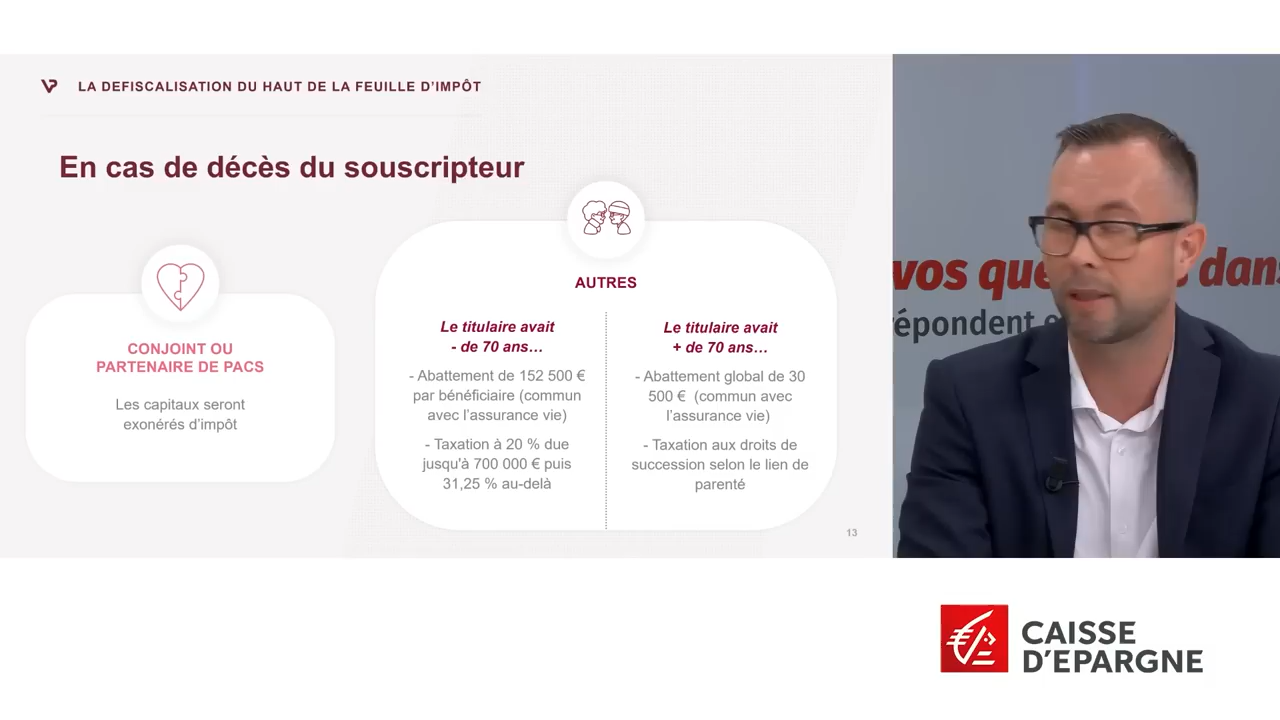 LA DEFISCALISATION DU HAUT DE LA FEUILLE D'IMPÔT
En cas de décès du souscripteur
CONJOINT OU
PARTENAIRE DE PACS
Les capitaux seront
exonérés d'impôt
AUTRES
Le titulaire avait
- de 70 ans…
- Abattement de 152 500 €
par bénéficiaire (commun
avec l'assurance vie)
- Taxation à 20 % due
jusqu'à 700 000 € puis
31,25 % au-delà
Le titulaire avait
+ de 70 ans…
- Abattement global de 30
500 € (commun avec
l'assurance vie)
- Taxation aux droits de
succession selon le lien de
parenté
13
vos dans
répondent
CAISSE
D'EPARGNE